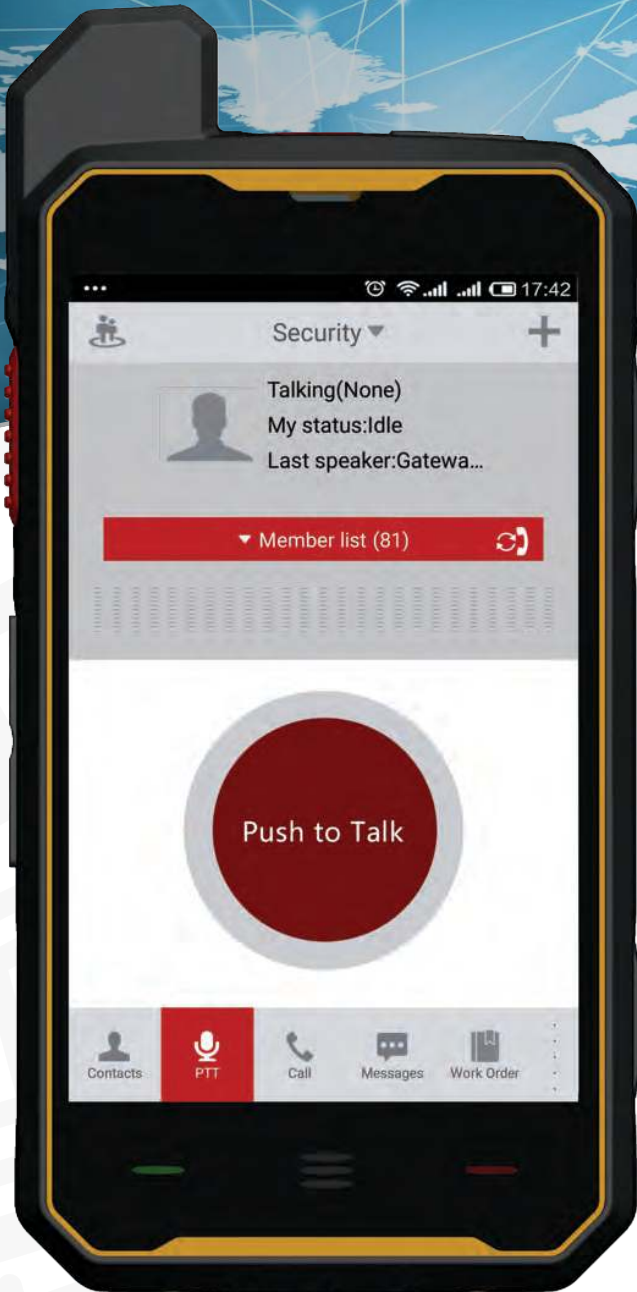 17:42
Security
Talking(None)
My status:Idle
Last speaker:Gatewa...
Member list (81)
Push to Talk
Contacts PTT Call Messages Work Order